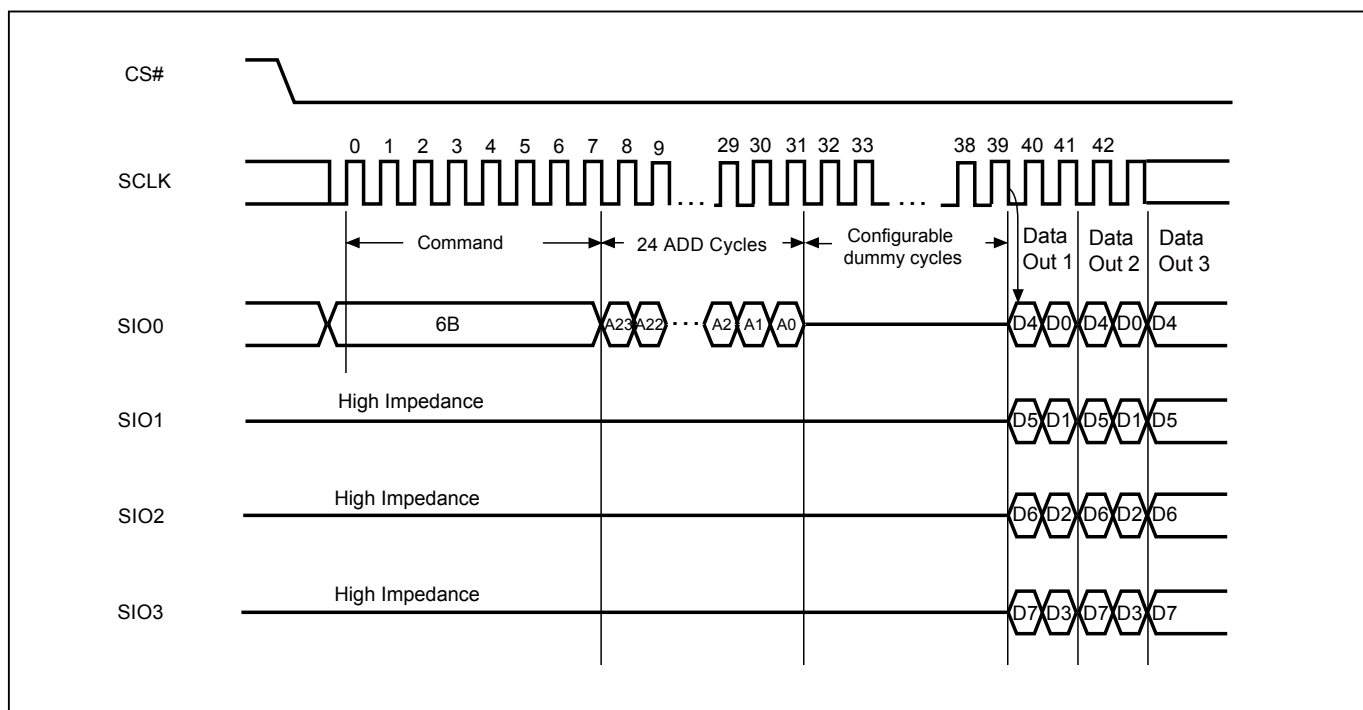 CS#
0 1 2 3 4 5 6 7 8 9 29 30 31 32 33 38 39 40 41 42
SCLK
Command
24 ADD Cycles
Configurable
dummy cycles
Data
Out 1
Data
Out 2
Data
Out 3
SIO0
6B
A23 A22 A2 A1 A0
D4 D0 D4 D0 D4
High Impedance
SIO1
D5 D1 D5 D1 D5
High Impedance
SIO2
D6 D2 D6 D2 D6
High Impedance
SIO3
D7 D3 D7 D3 D7